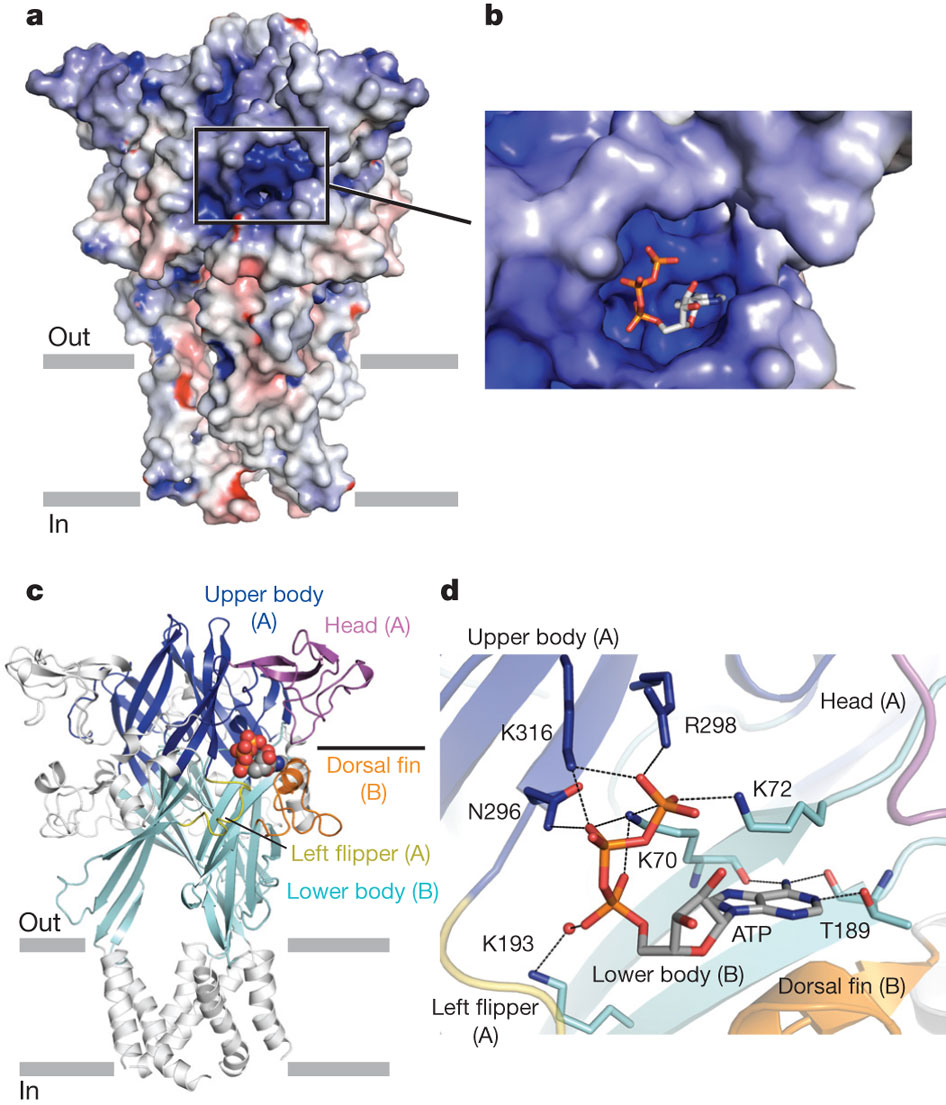 a
b
Out
In
c
Upper body
(A)
Head (A)
Dorsal fin
(B)
Left flipper (A)
Lower body (B)
Out
In
d
Upper body (A)
K316
R298
Head (A)
N296
K72
K70
K193
ATP
T189
Lower body (B)
Dorsal fin (B)
Left flipper
(A)